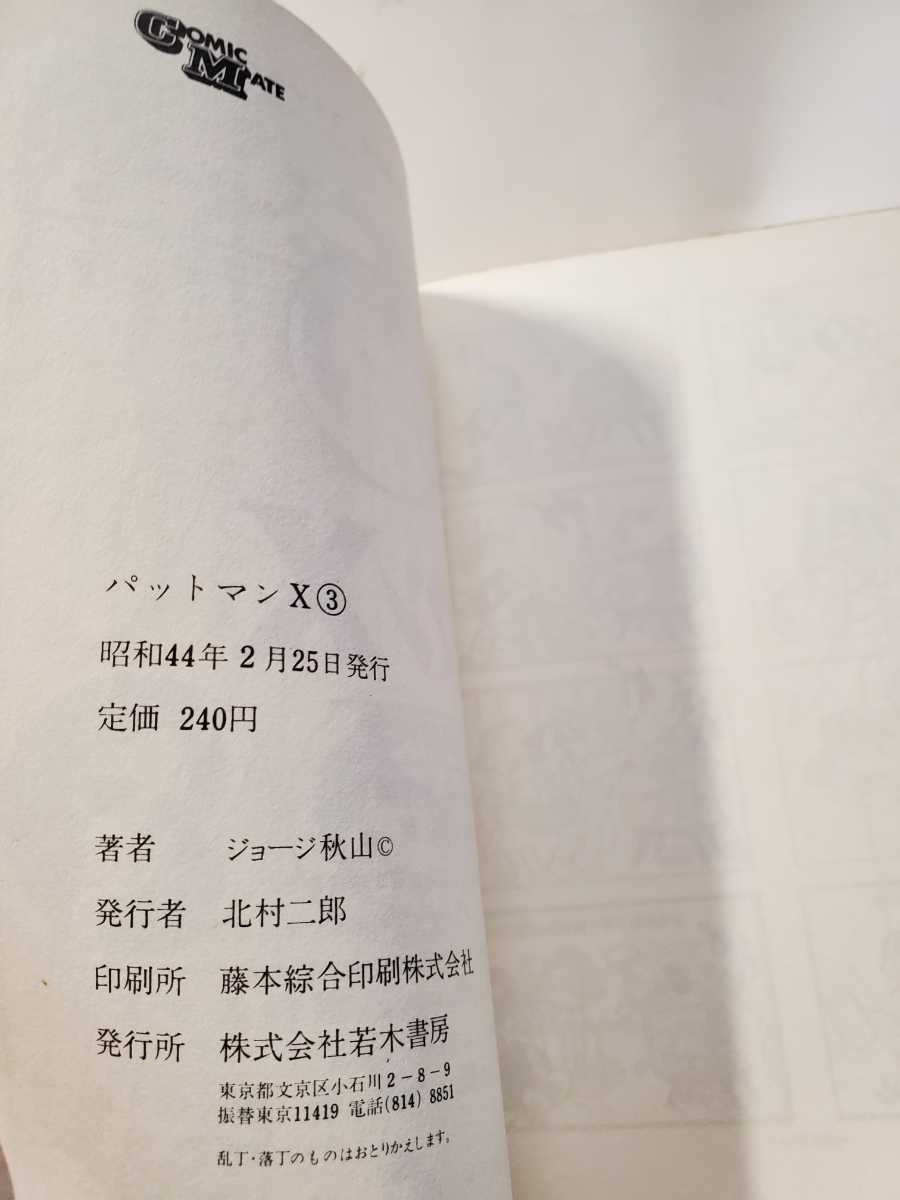 COMIC
MATE
パットマンX③
昭和44年2月25日発行
定価 240円
著者 ジョージ秋山©
発行者 北村二郎
印刷所 藤本綜合印刷株式会社
発行所 株式会社若木書房
東京都文京区小石川2-8-9
振替東京11419 電話(814)8851
乱丁・落丁のものはおとりかえします。